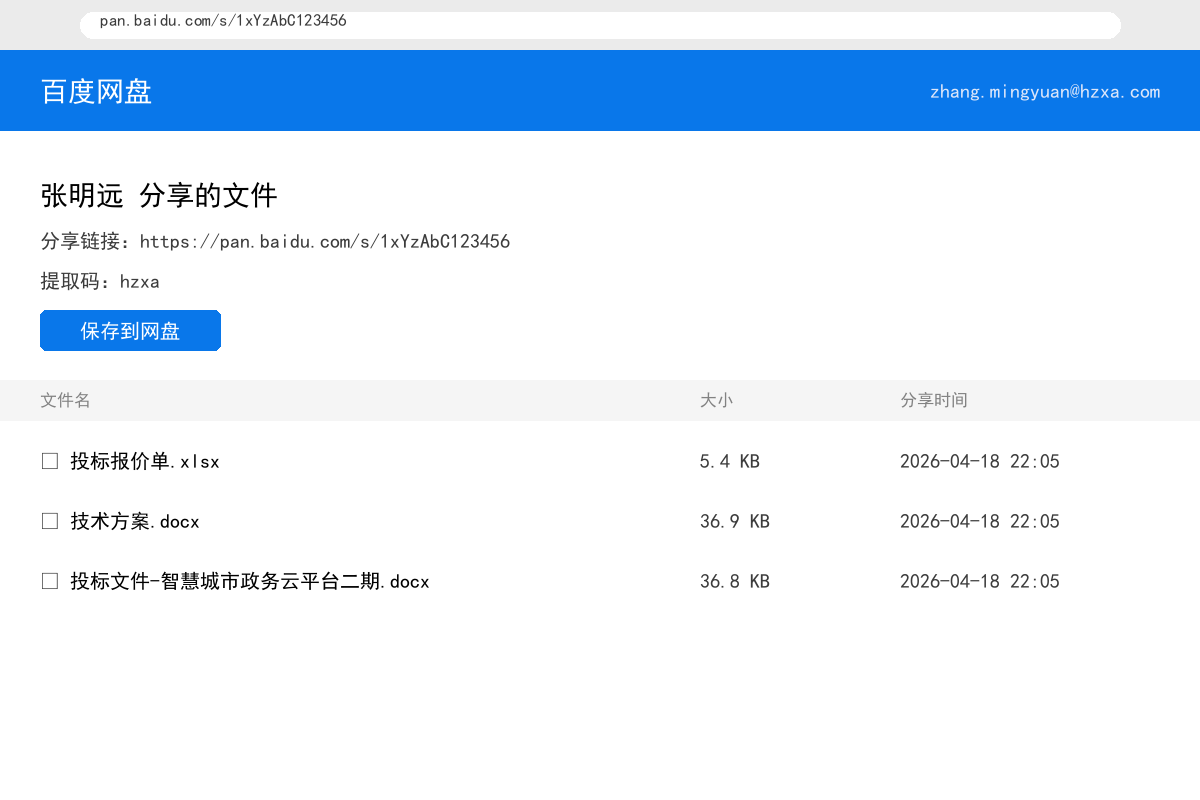 pan.baidu.com/s/1xYzAbC123456
百度网盘
zhang.mingyuan@hzxa.com
张明远 分享的文件
分享链接：https://pan.baidu.com/s/1xYzAbC123456
提取码：hzxa
保存到网盘
文件名 大小 分享时间
投标报价单.xlsx 5.4 KB 2026-04-18 22:05
技术方案.docx 36.9 KB 2026-04-18 22:05
投标文件-智慧城市政务云平台二期.docx 36.8 KB 2026-04-18 22:05